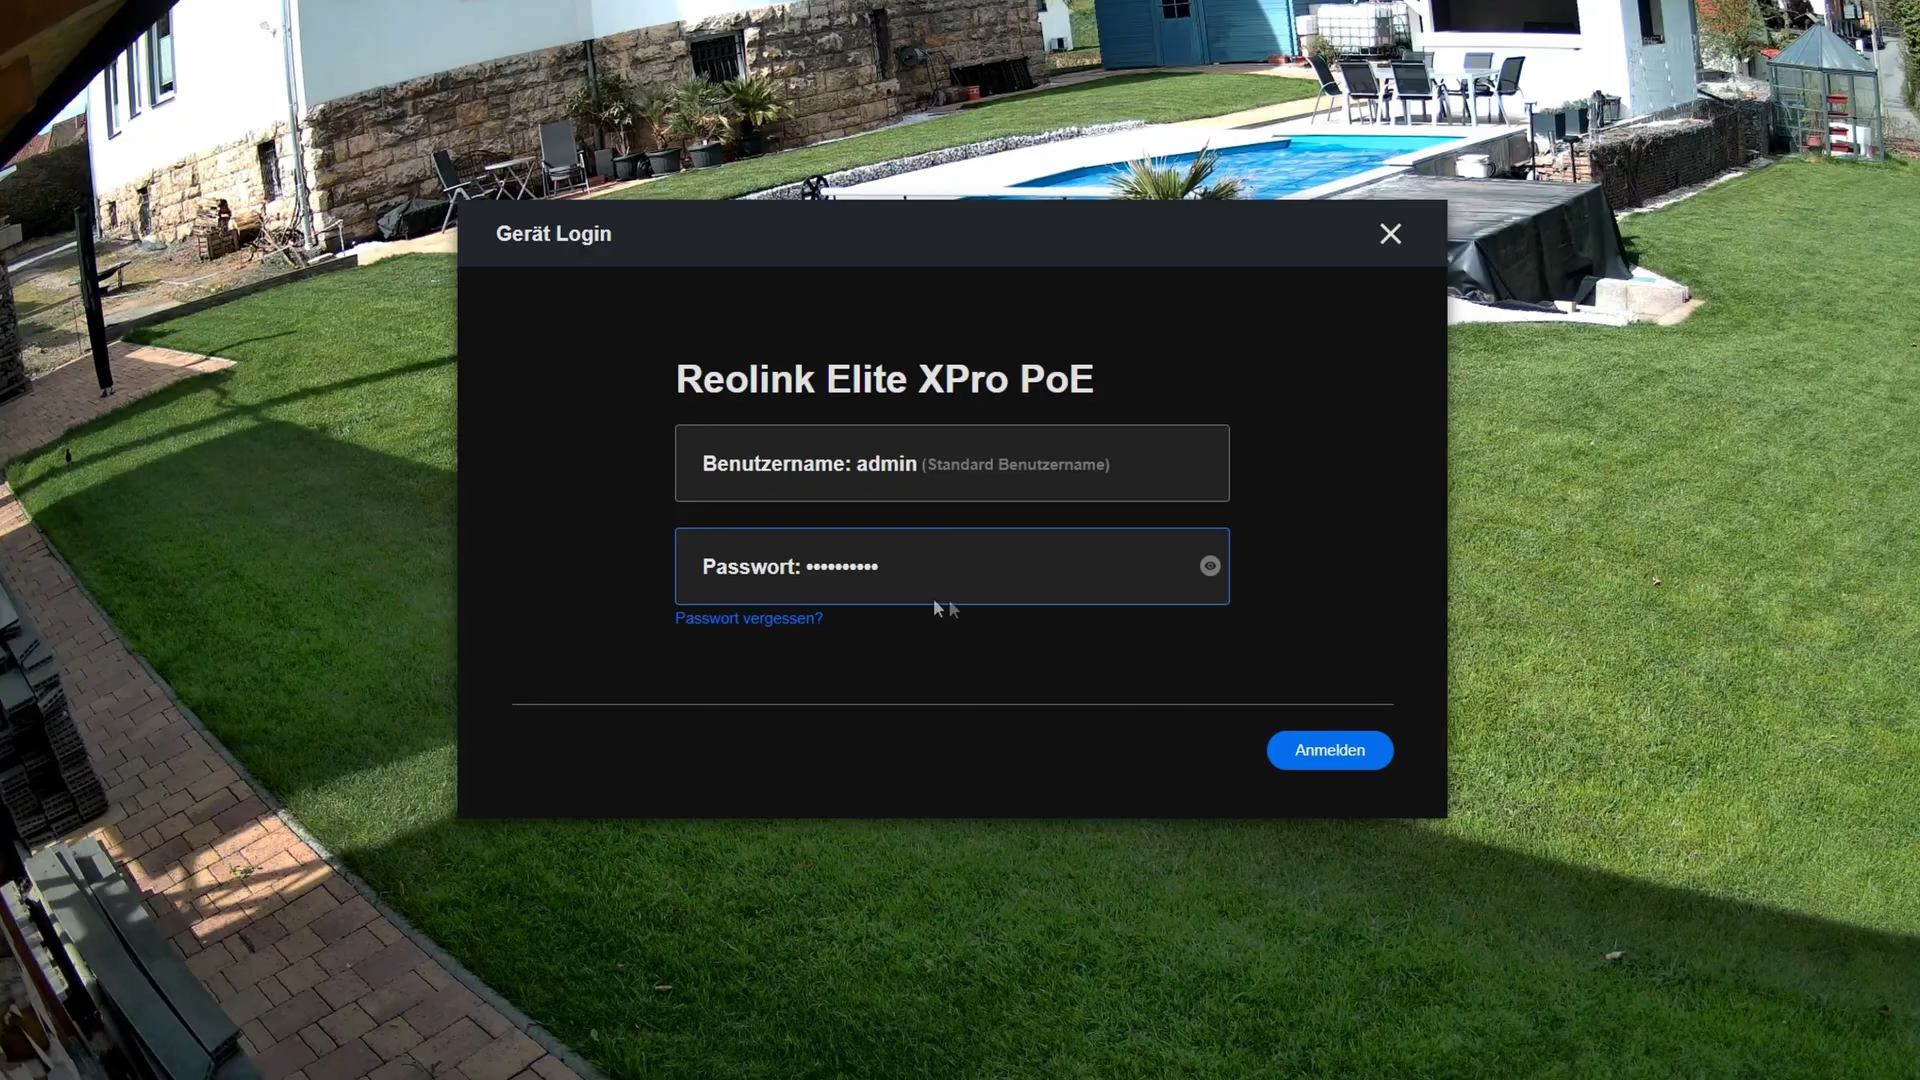 Gerät Login
Reolink Elite XPro PoE
Benutzername: admin (Standard Benutzername)
Passwort: ••••••••••
Passwort vergessen?
Anmelden